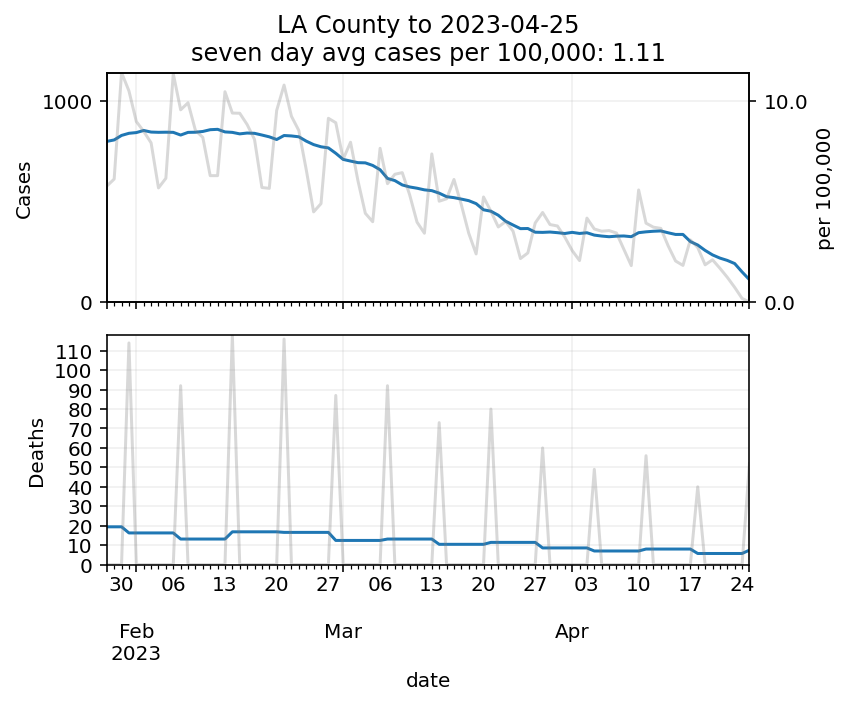 LA County to 2023-04-25
seven day avg cases per 100,000: 1.11
1000
0
Cases
10.0
0.0
per 100,000
110
100
90
80
70
60
50
40
30
20
10
0
Deaths
30 06 13 20 27 06 13 20 27 03 10 17 24
Feb Mar Apr
2023
date